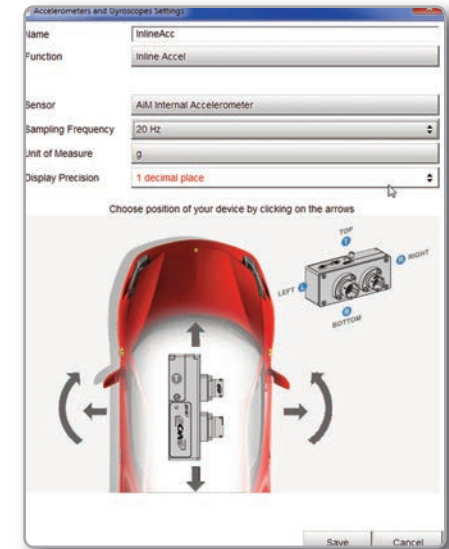 Accelerometers and Gyroscopes Settings
Name InlineAcc
Function Inline Accel
Sensor AiM Internal Accelerometer
Sampling Frequency 20 Hz
Unit of Measure g
Display Precision 1 decimal place
Choose position of your device by clicking on the arrows
TOP
T
R RIGHT
LEFT L
B
BOTTOM
T
Save Cancel